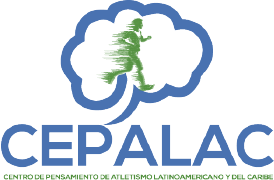 CEPALAC
CENTRO DE PENSAMIENTO DE ATLETISMO LATINOAMERICANO Y DEL CARIBE